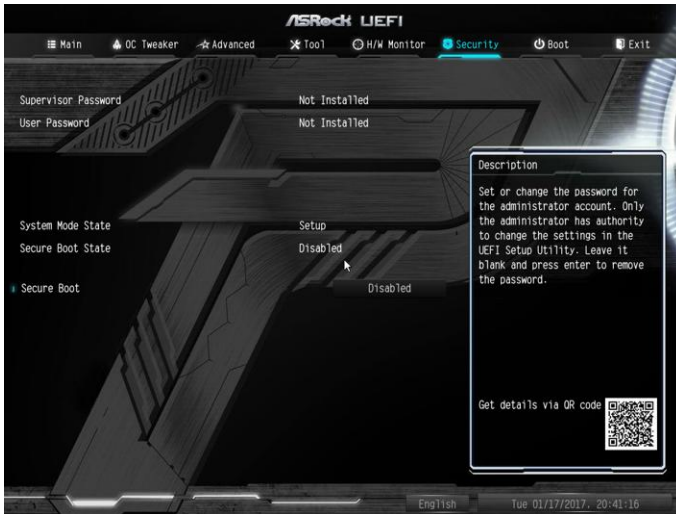 ASRock UEFI
Main OC Tweaker Advanced Tool H/W Monitor Security Boot Exit
Supervisor Password Not Installed
User Password Not Installed
System Mode State Setup
Secure Boot State Disabled
Secure Boot Disabled
Description
Set or change the password for
the administrator account. Only
the administrator has authority
to change the settings in the
UEFI Setup Utility. Leave it
blank and press enter to remove
the password.
Get details via QR code
English Tue 01/17/2017, 20:41:16